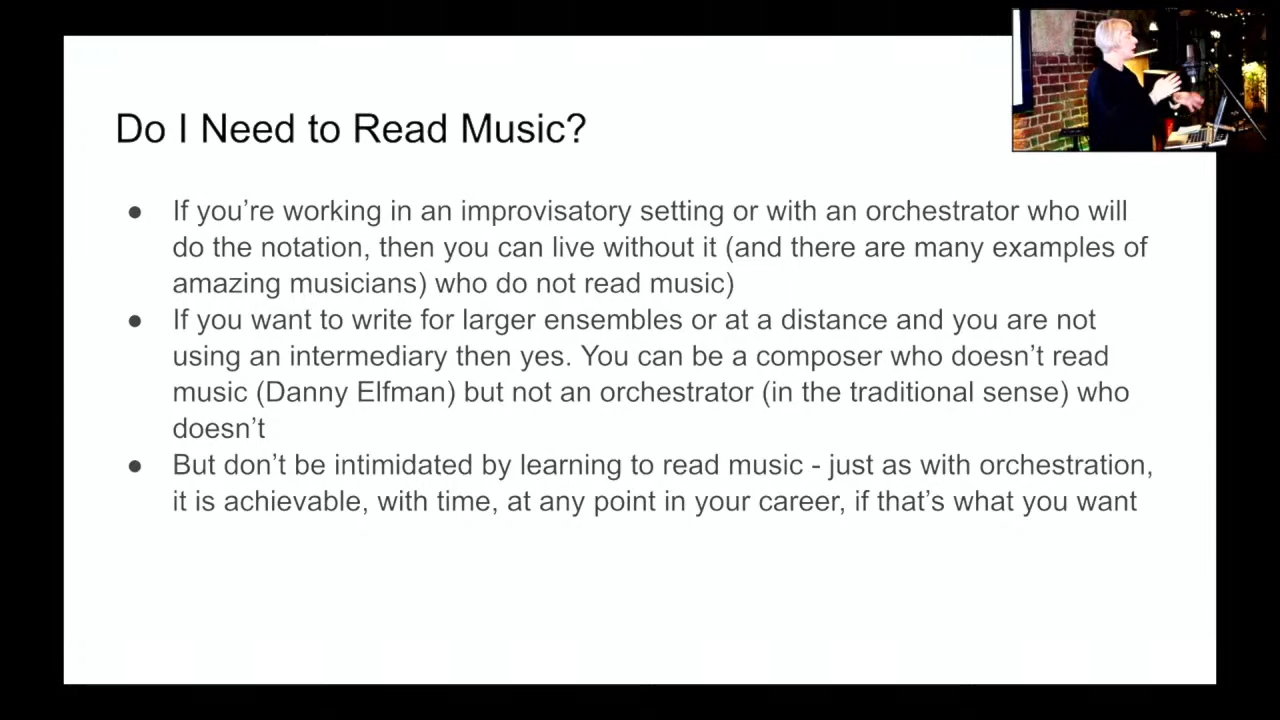 Do I Need to Read Music?
● If you’re working in an improvisatory setting or with an orchestrator who will
do the notation, then you can live without it (and there are many examples of
amazing musicians) who do not read music)
● If you want to write for larger ensembles or at a distance and you are not
using an intermediary then yes. You can be a composer who doesn’t read
music (Danny Elfman) but not an orchestrator (in the traditional sense) who
doesn’t
● But don’t be intimidated by learning to read music - just as with orchestration,
it is achievable, with time, at any point in your career, if that’s what you want